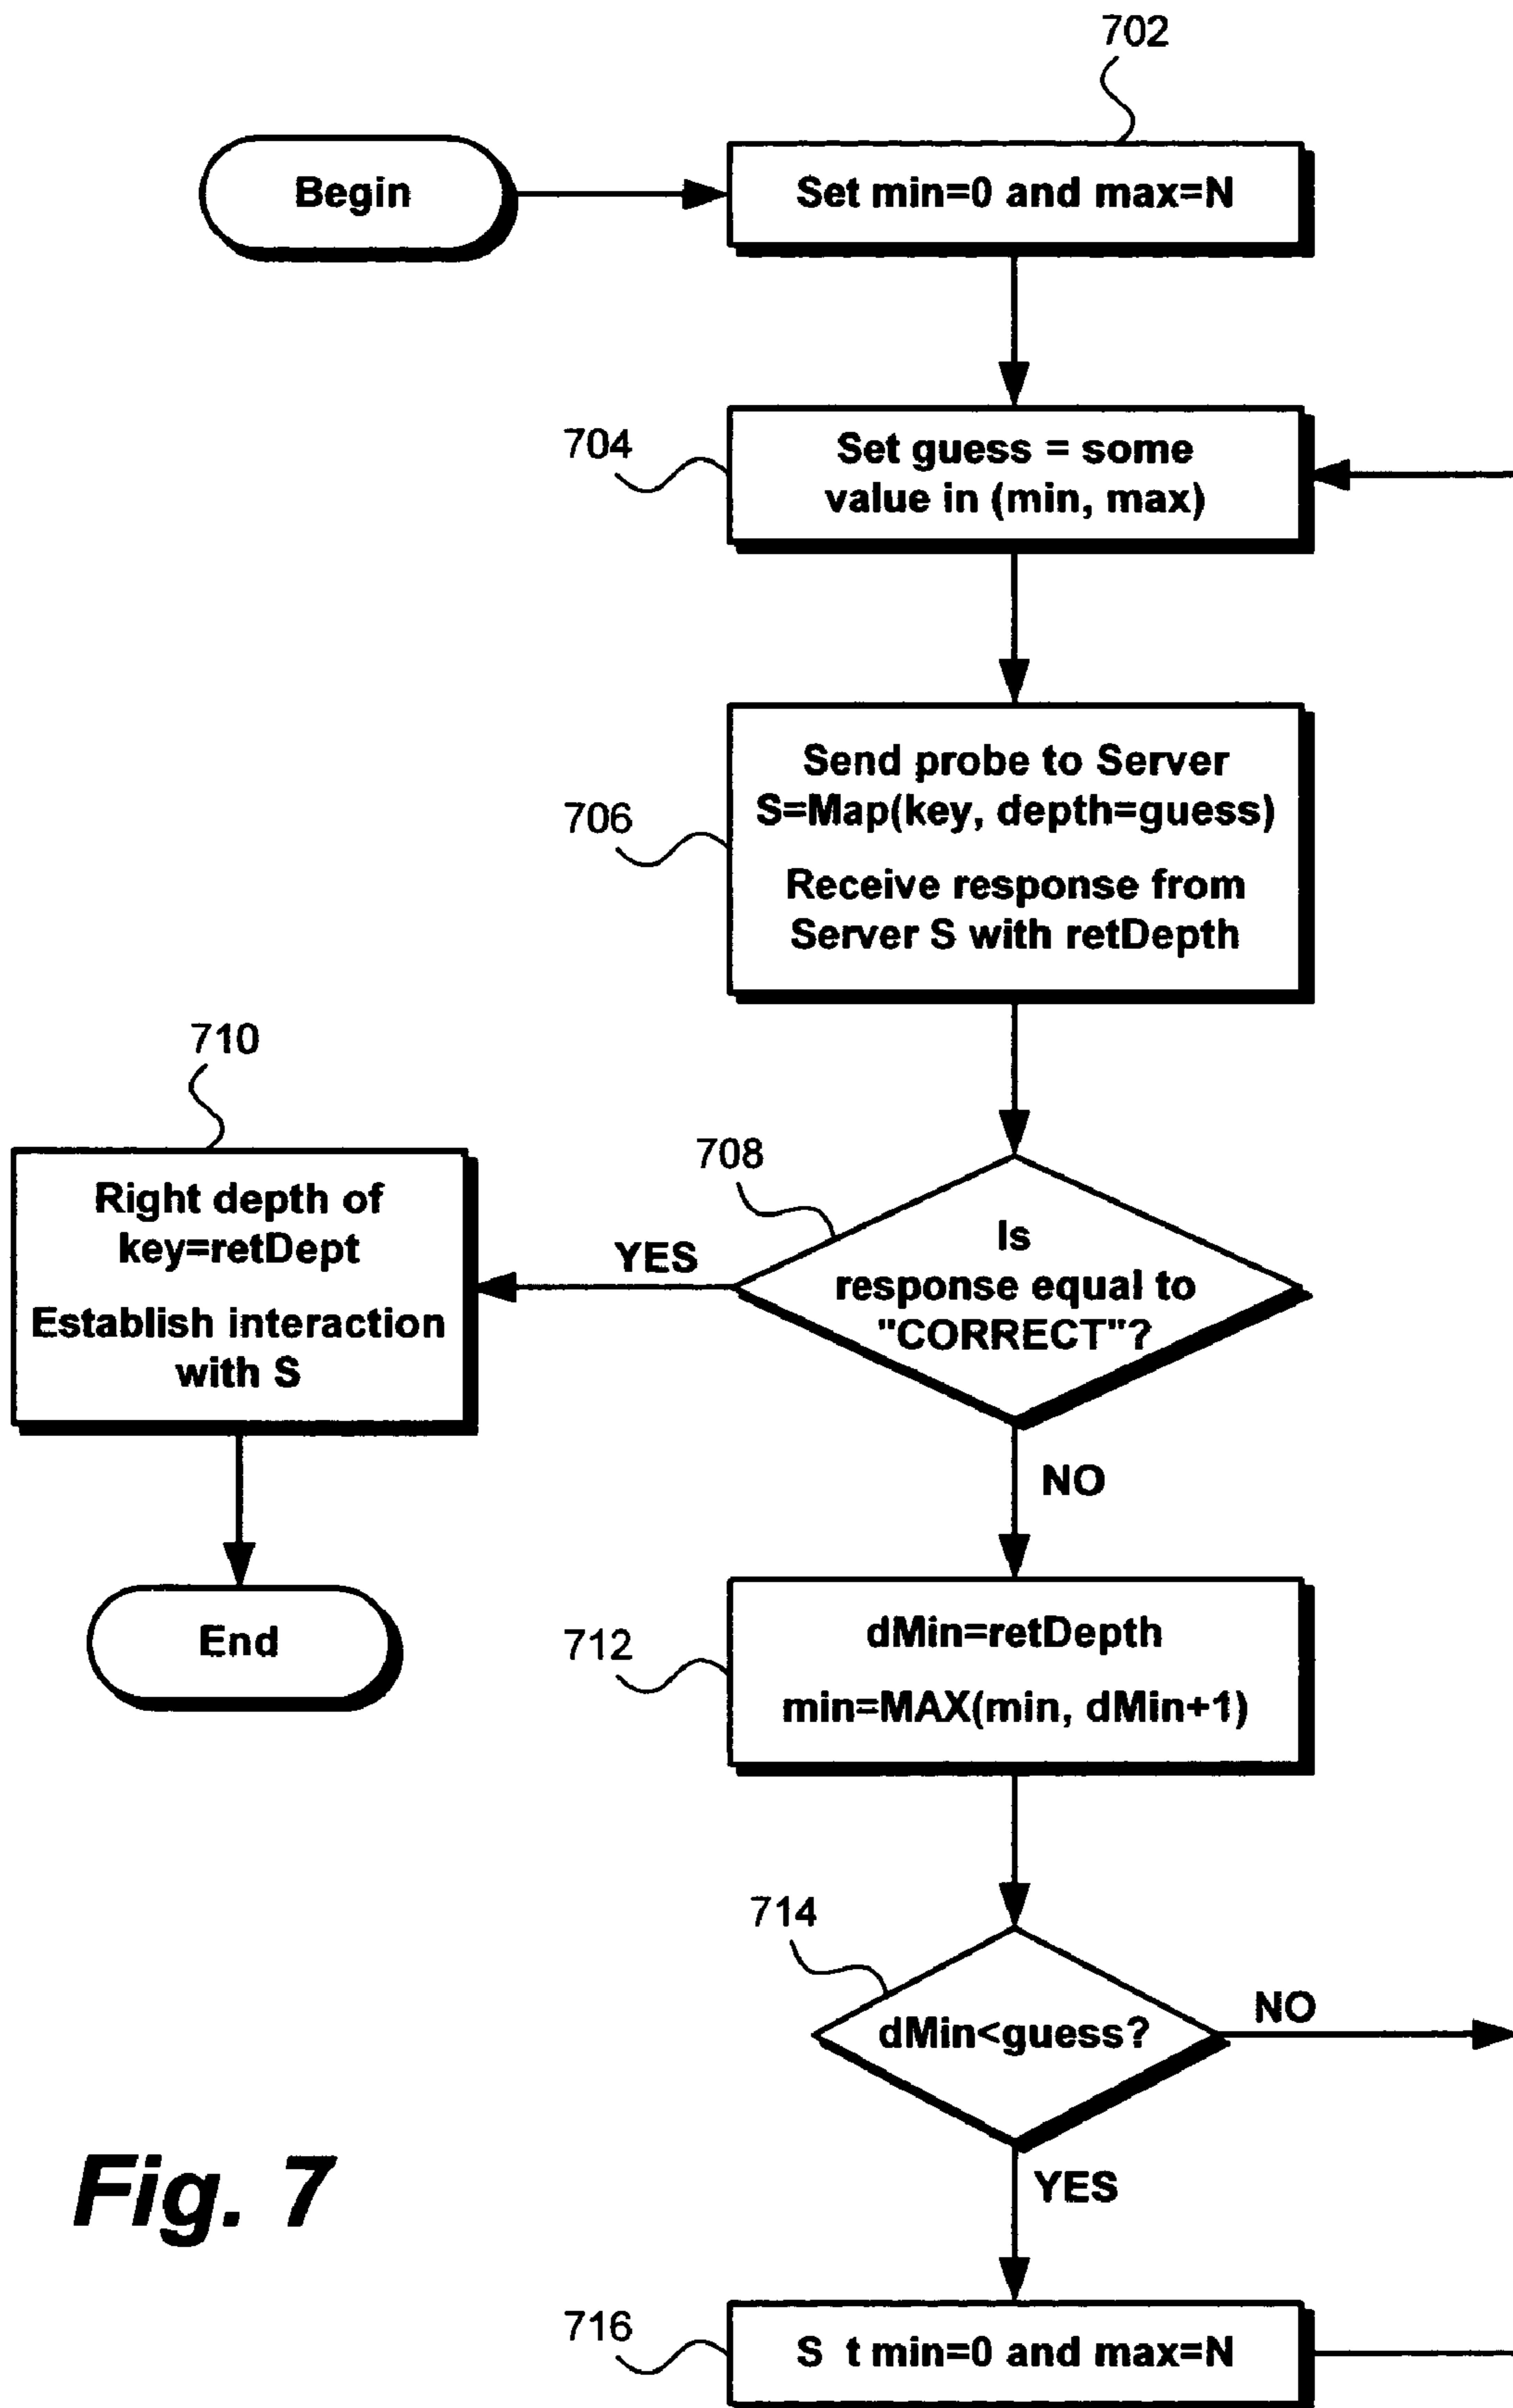 702
Begin
Set min=0 and max=N
704
Set guess = some
value in (min, max)
706
Send probe to Server
S=Map(key, depth=guess)
Receive response from
Server S with retDepth
710
Right depth of
key=retDept
Establish interaction
with S
708
Is
response equal to
"CORRECT"?
YES
NO
End
712
dMin=retDepth
min=MAX(min, dMin+1)
714
dMin<guess?
NO
YES
Fig. 7
716
S t min=0 and max=N